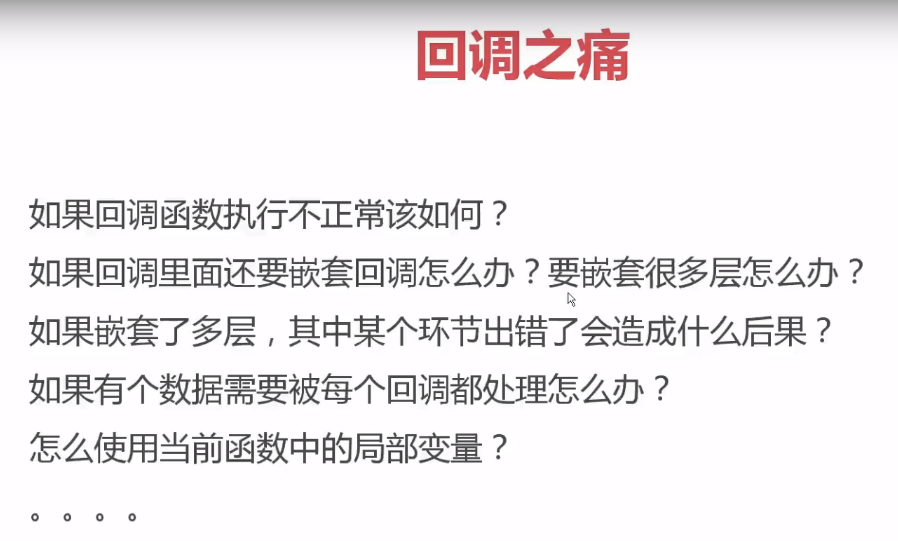 回调之痛
如果回调函数执行不正常该如何？
如果回调里面还要嵌套回调怎么办？要嵌套很多层怎么办？
如果嵌套了多层，其中某个环节出错了会造成什么后果？
如果有个数据需要被每个回调都处理怎么办？
怎么使用当前函数中的局部变量？
。。。。